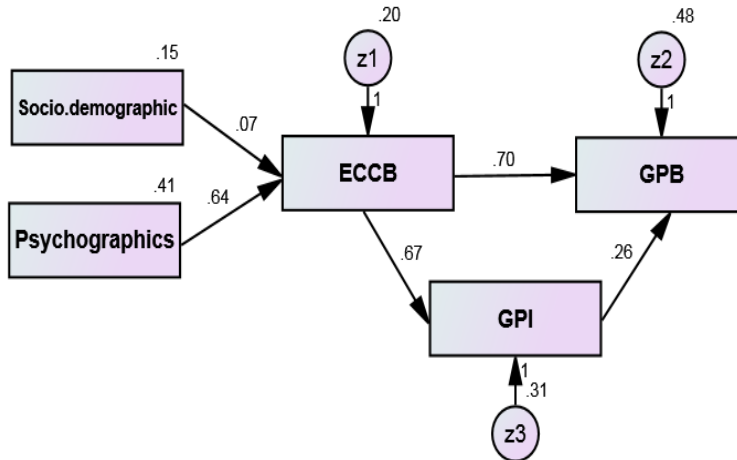 .20
z1
1
.48
z2
1
.15
Socio.demographic
.07
ECCB
.70
GPB
.41
Psychographics
.64
.67
.26
GPI
1
.31
z3